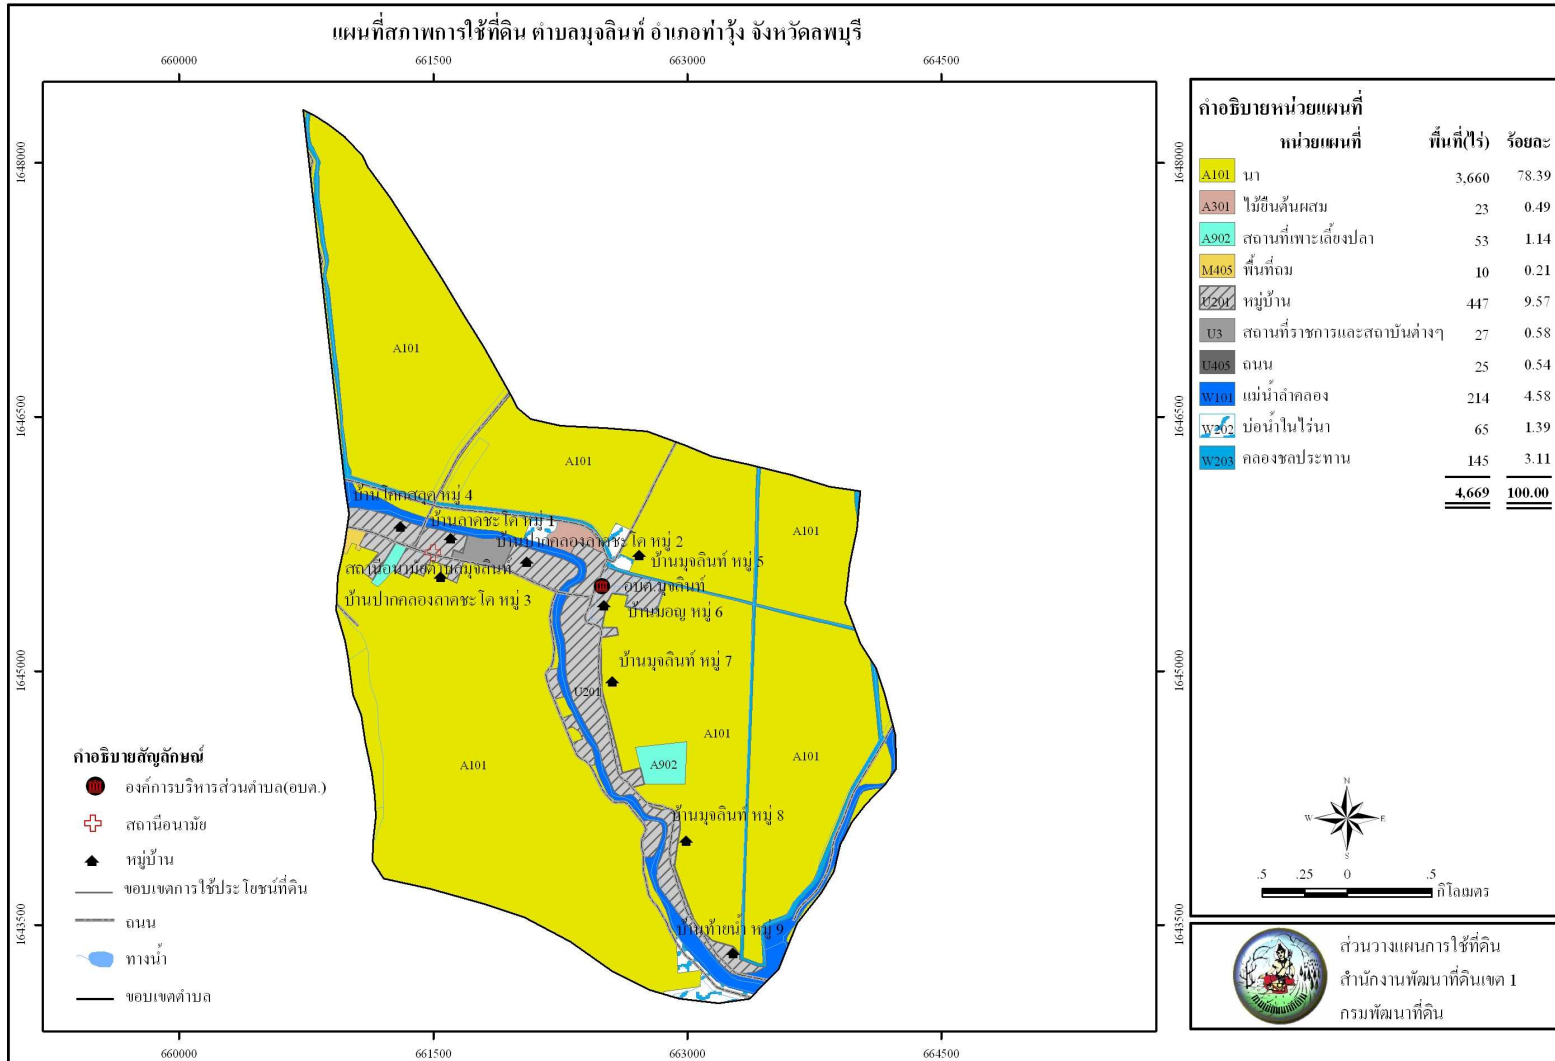 แผนที่สภาพการใช้ที่ดิน ตำบลมุจลินท์ อำเภอท่าวุ้ง จังหวัดลพบุรี
660000 661500 663000 664500
1648000
1646500
1645000
1643500
1648000
1646500
1645000
1643500
A101
A101
A101
บ้านโคกสลุด หมู่ 4
บ้านลาดชะโด หมู่ 1
บ้านปากคลองลาดชะโด หมู่ 2
บ้านมุจลินท์ หมู่ 5
สถานีอนามัยตำบลมุจลินท์
อบต.มุจลินท์
บ้านปากคลองลาดชะโด หมู่ 3
บ้านมอญ หมู่ 6
บ้านมุจลินท์ หมู่ 7
U201
A101
A101
A101
A902
บ้านมุจลินท์ หมู่ 8
บ้านท้ายน้ำ หมู่ 9
คำอธิบายสัญลักษณ์
องค์การบริหารส่วนตำบล(อบต.)
สถานีอนามัย
หมู่บ้าน
ขอบเขตการใช้ประโยชน์ที่ดิน
ถนน
ทางน้ำ
ขอบเขตตำบล
660000 661500 663000 664500
คำอธิบายหน่วยแผนที่
หน่วยแผนที่ พื้นที่(ไร่) ร้อยละ
A101 นา 3,660 78.39
A301 ไม้ยืนต้นผสม 23 0.49
A902 สถานที่เพาะเลี้ยงปลา 53 1.14
M405 พื้นที่ถม 10 0.21
U201 หมู่บ้าน 447 9.57
U3 สถานที่ราชการและสถาบันต่างๆ 27 0.58
U405 ถนน 25 0.54
W101 แม่น้ำลำคลอง 214 4.58
W202 บ่อน้ำในไร่นา 65 1.39
W203 คลองชลประทาน 145 3.11
4,669 100.00
N
W E
S
.5 .25 0 .5
กิโลเมตร
ส่วนวางแผนการใช้ที่ดิน
สำนักงานพัฒนาที่ดินเขต 1
กรมพัฒนาที่ดิน
กรมพัฒนาที่ดิน